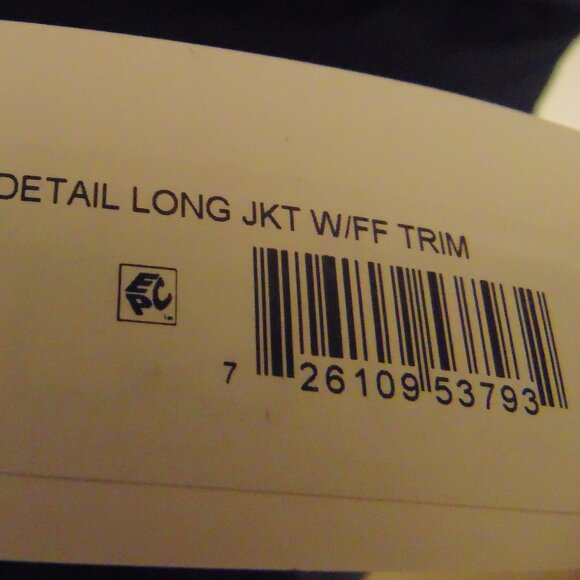 DETAIL LONG JKT W/FF TRIM
EPC
7 26109 53793